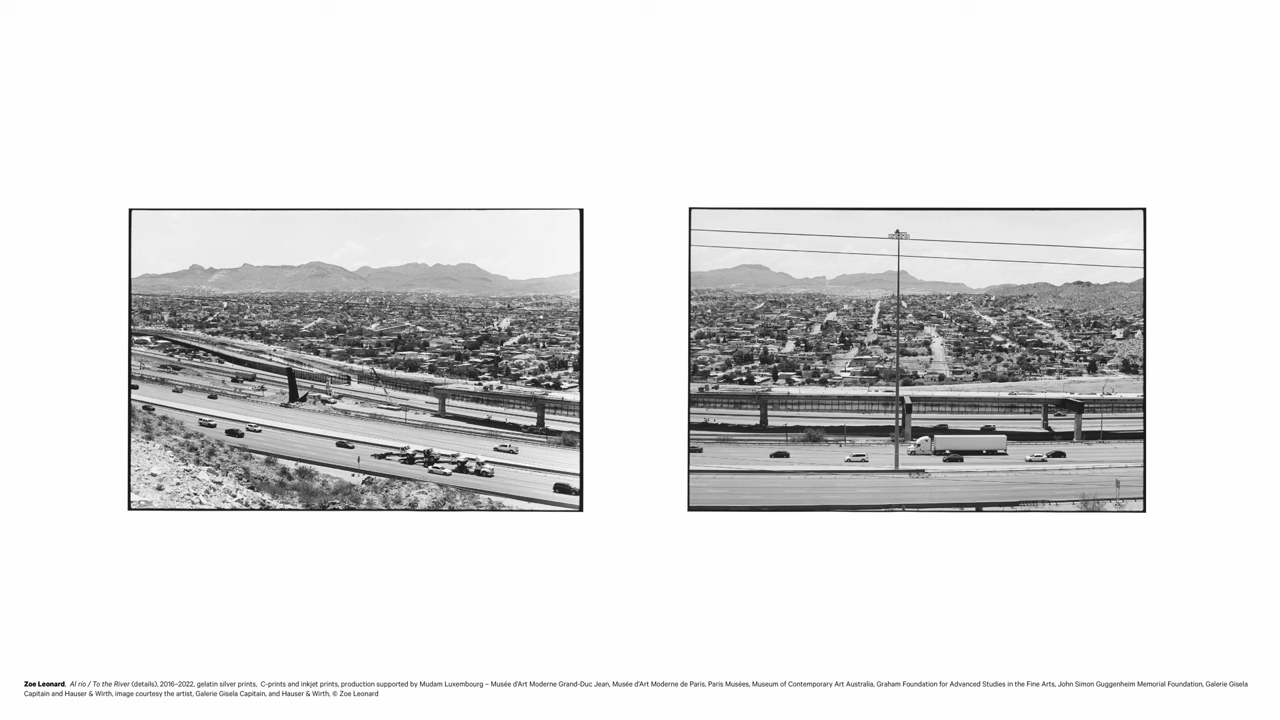 Zoe Leonard. Al río / To the River (details), 2016–2022, gelatin silver prints, C-prints and inkjet prints, production supported by Mudam Luxembourg – Musée d'Art Moderne Grand-Duc Jean, Musée d'Art Moderne de Paris, Paris Musées, Museum of Contemporary Art Australia, Graham Foundation for Advanced Studies in the Fine Arts, John Simon Guggenheim Memorial Foundation, Galerie Gisela
Capitain and Hauser & Wirth, image courtesy the artist, Galerie Gisela Capitain, and Hauser & Wirth, © Zoe Leonard